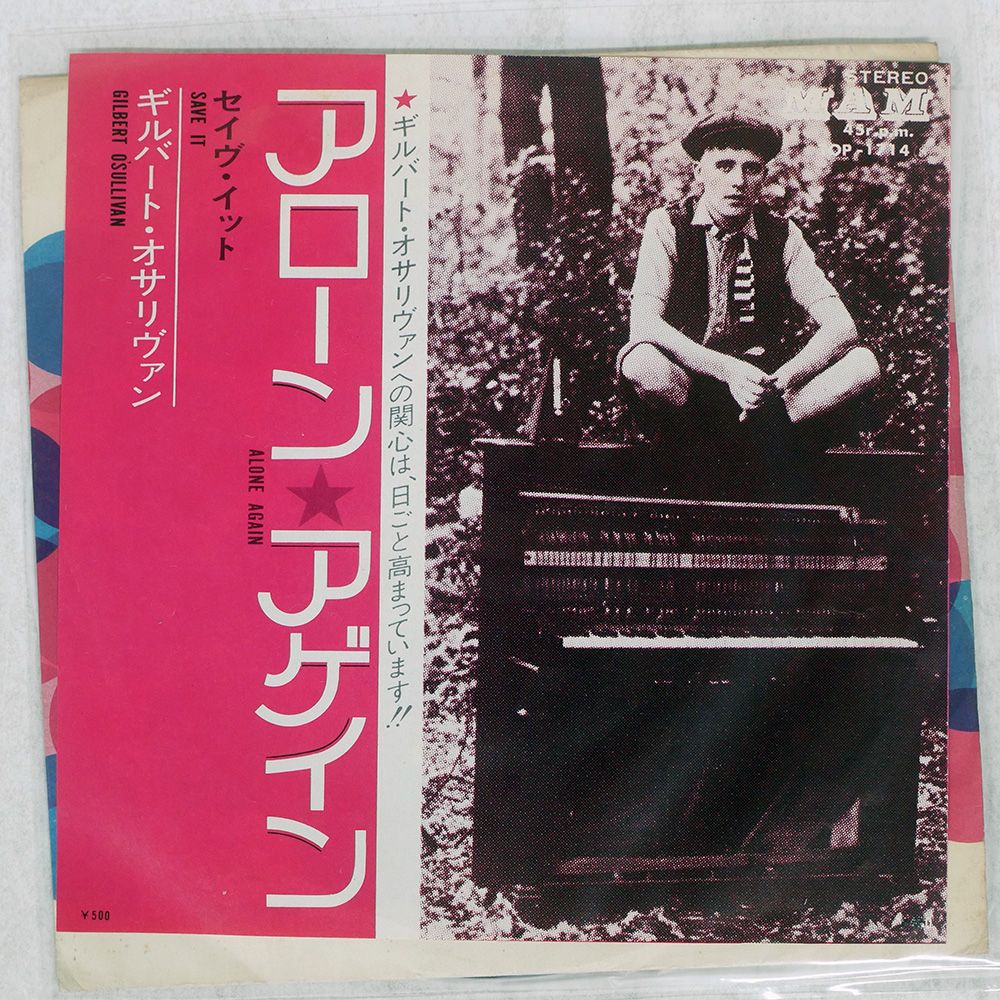 STEREO
MAM
45r.p.m.
OP-1714
★ギルバート・オサリヴァンへの関心は、日ごと高まっています!!
アローン★アゲイン
ALONE AGAIN
セイヴ・イット
SAVE IT
ギルバート・オサリヴァン
GILBERT O'SULLIVAN
¥500